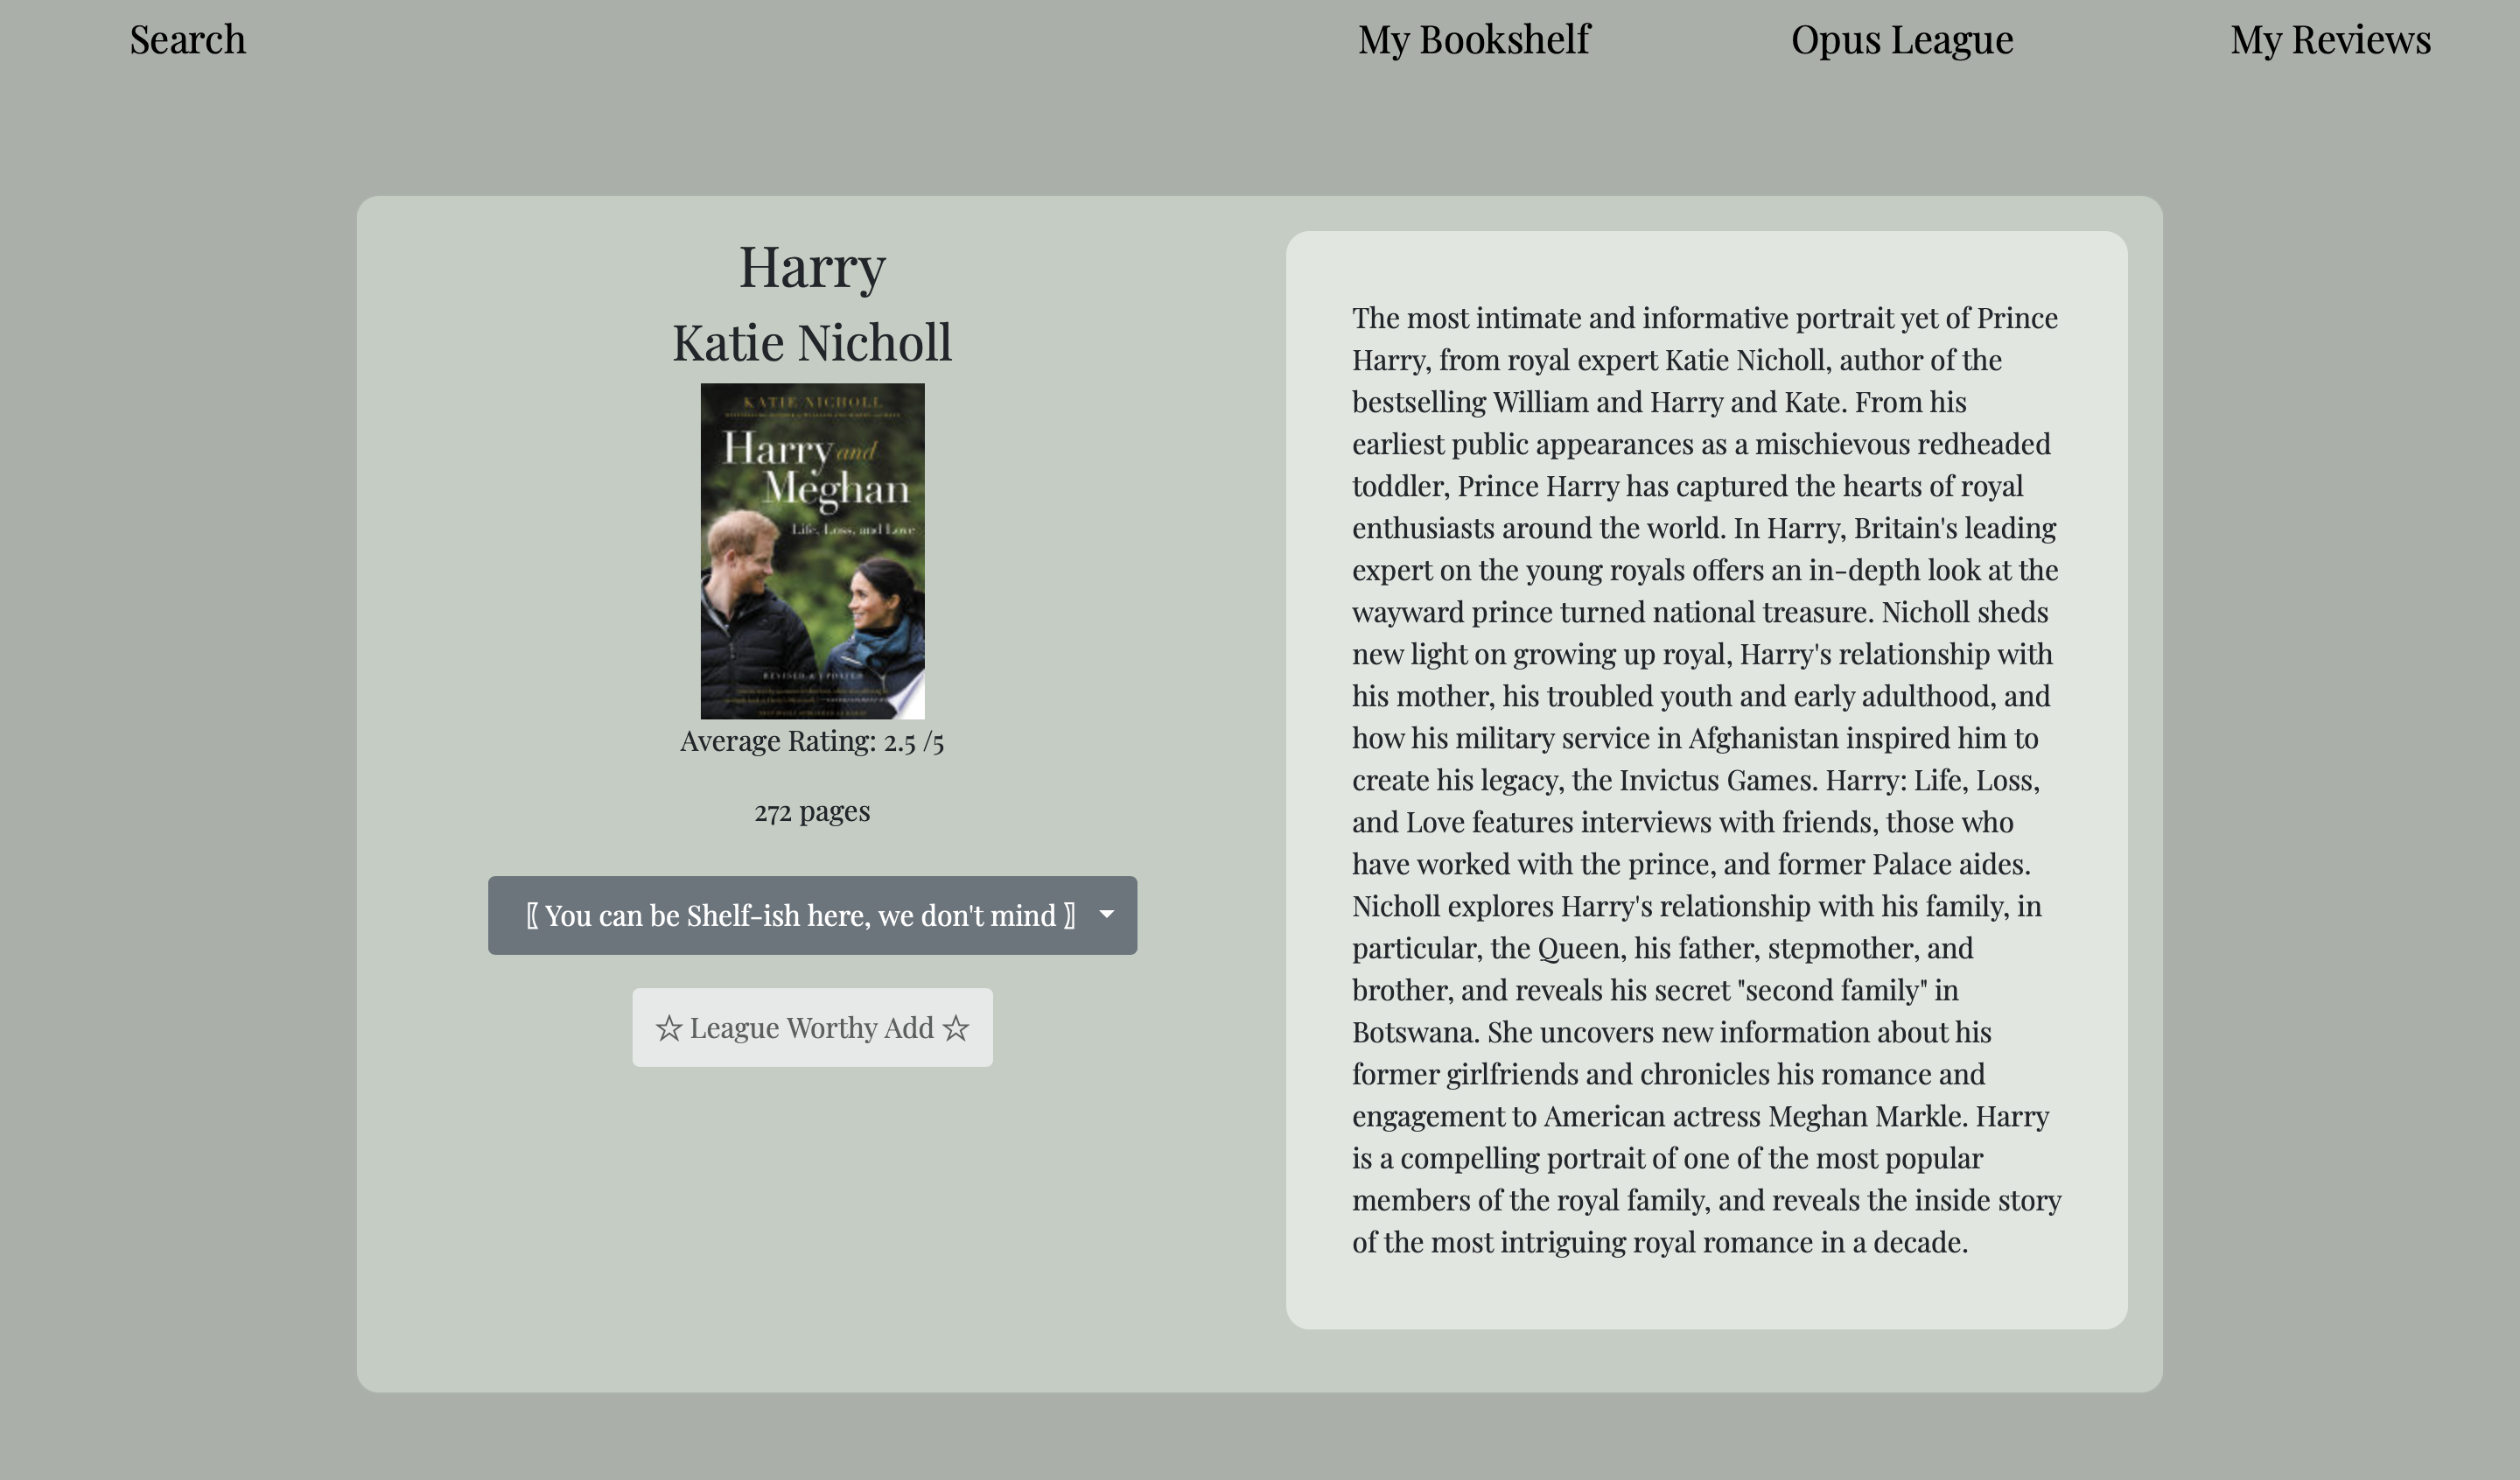 Search
My Bookshelf
Opus League
My Reviews
Harry
Katie Nicholl
KATIE NICHOLL
Harry and
Meghan
Life, Loss, and Love
REVISED & UPDATED
Average Rating: 2.5 /5
272 pages
〖 You can be Shelf-ish here, we don't mind 〗
☆ League Worthy Add ☆
The most intimate and informative portrait yet of Prince
Harry, from royal expert Katie Nicholl, author of the
bestselling William and Harry and Kate. From his
earliest public appearances as a mischievous redheaded
toddler, Prince Harry has captured the hearts of royal
enthusiasts around the world. In Harry, Britain's leading
expert on the young royals offers an in-depth look at the
wayward prince turned national treasure. Nicholl sheds
new light on growing up royal, Harry's relationship with
his mother, his troubled youth and early adulthood, and
how his military service in Afghanistan inspired him to
create his legacy, the Invictus Games. Harry: Life, Loss,
and Love features interviews with friends, those who
have worked with the prince, and former Palace aides.
Nicholl explores Harry's relationship with his family, in
particular, the Queen, his father, stepmother, and
brother, and reveals his secret "second family" in
Botswana. She uncovers new information about his
former girlfriends and chronicles his romance and
engagement to American actress Meghan Markle. Harry
is a compelling portrait of one of the most popular
members of the royal family, and reveals the inside story
of the most intriguing royal romance in a decade.